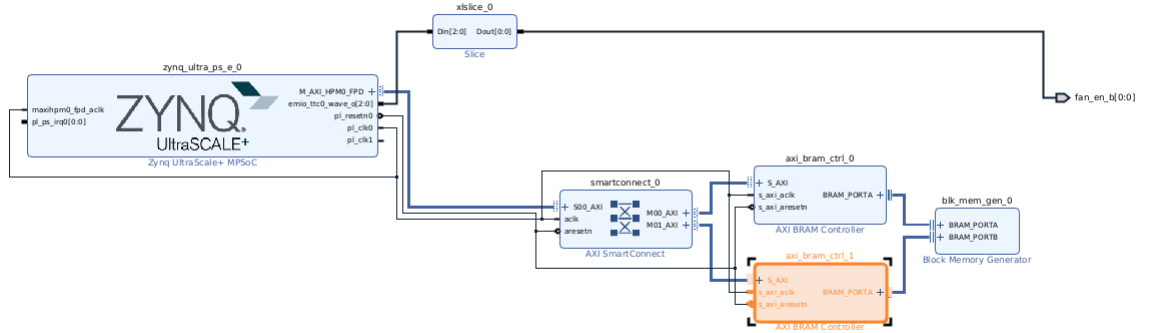 xlslice_0
Din[2:0] Dout[0:0]
Slice
zynq_ultra_ps_e_0
maxihpm0_fpd_aclk
pl_ps_irq0[0:0]
ZYNQ
UltraSCALE+
M_AXI_HPM0_FPD
emio_ttc0_wave_o[2:0]
pl_resetn0
pl_clk0
pl_clk1
Zynq UltraScale+ MPSoC
fan_en_b[0:0]
smartconnect_0
S00_AXI
aclk
aresetn
M00_AXI
M01_AXI
AXI SmartConnect
axi_bram_ctrl_0
S_AXI
s_axi_aclk
s_axi_aresetn
BRAM_PORTA
AXI BRAM Controller
axi_bram_ctrl_1
S_AXI
s_axi_aclk
s_axi_aresetn
BRAM_PORTA
AXI BRAM Controller
blk_mem_gen_0
BRAM_PORTA
BRAM_PORTB
Block Memory Generator